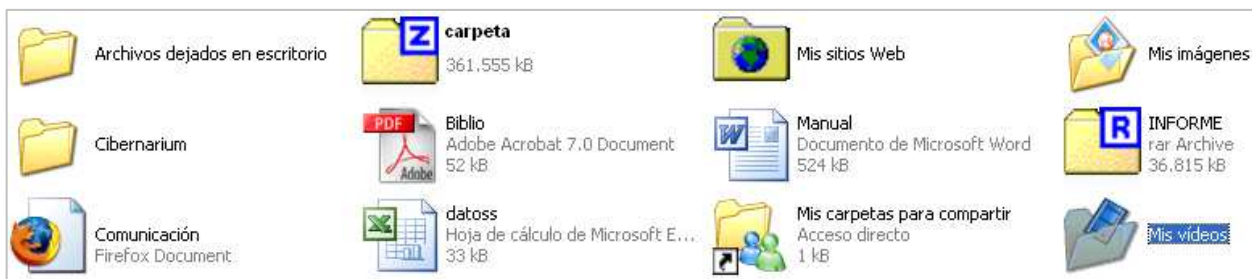 Archivos dejados en escritorio
Z
carpeta
361.555 kB
Mis sitios Web
Mis imágenes
Cibernarium
PDF
Adobe
Biblio
Adobe Acrobat 7.0 Document
52 kB
W
Manual
Documento de Microsoft Word
524 kB
R
INFORME
rar Archive
36.815 kB
Comunicación
Firefox Document
X
datoss
Hoja de cálculo de Microsoft E...
33 kB
Mis carpetas para compartir
Acceso directo
1 kB
Mis vídeos